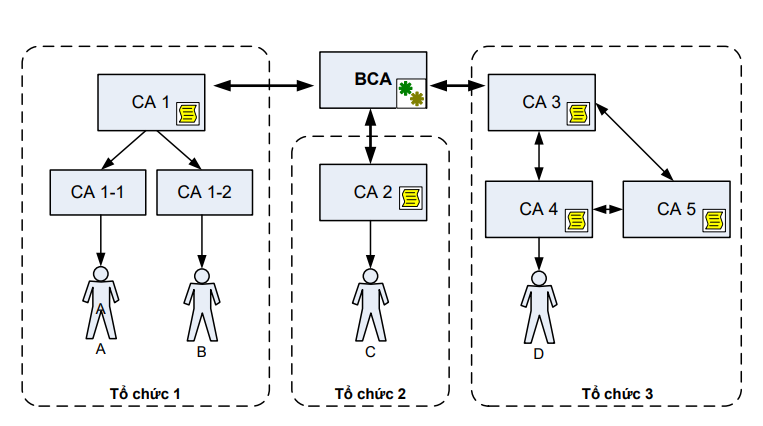 BCA
CA 1
CA 3
CA 1-1
CA 1-2
CA 2
CA 4
CA 5
A
A
B
C
D
Tổ chức 1
Tổ chức 2
Tổ chức 3